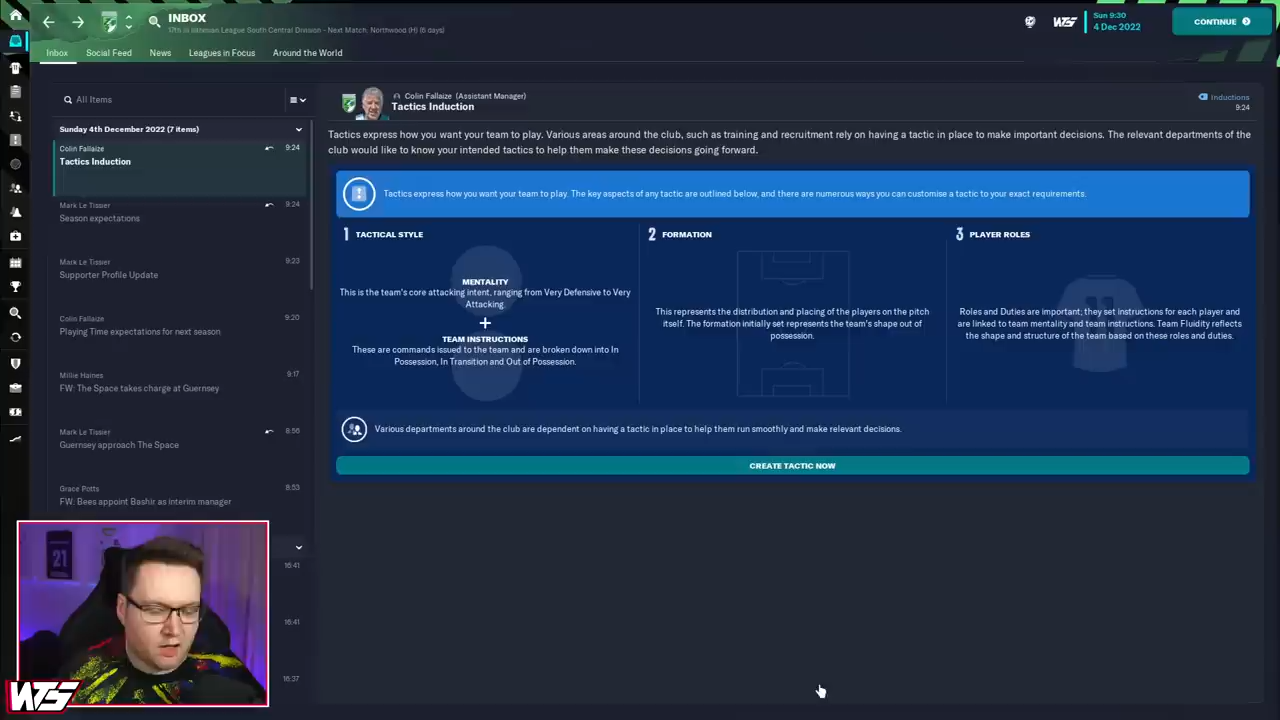 INBOX
17th in Isthmian League South Central Division - Next Match, Northwood (H) (6 days)
WTS
Sun 9:30
4 Dec 2022
CONTINUE
Inbox
Social Feed
News
Leagues in Focus
Around the World
All Items
Sunday 4th December 2022 (7 items)
Colin Fallaize
9:24
Tactics Induction
Mark Le Tissier
9:24
Season expectations
Mark Le Tissier
9:23
Supporter Profile Update
Colin Fallaize
9:20
Playing Time expectations for next season
Millie Haines
9:17
FW: The Space takes charge at Guernsey
Mark Le Tissier
8:56
Guernsey approach The Space
Grace Potts
8:53
FW: Bees appoint Bashir as interim manager
16:41
16:41
16:37
Colin Fallaize (Assistant Manager)
Tactics Induction
Inductions
9:24
Tactics express how you want your team to play. Various areas around the club, such as training and recruitment rely on having a tactic in place to make important decisions. The relevant departments of the
club would like to know your intended tactics to help them make these decisions going forward.
Tactics express how you want your team to play. The key aspects of any tactic are outlined below, and there are numerous ways you can customise a tactic to your exact requirements.
1 TACTICAL STYLE
MENTALITY
This is the team's core attacking intent, ranging from Very Defensive to Very
Attacking.
+
TEAM INSTRUCTIONS
These are commands issued to the team and are broken down into In
Possession, In Transition and Out of Possession.
2 FORMATION
This represents the distribution and placing of the players on the pitch
itself. The formation initially set represents the team's shape out of
possession.
3 PLAYER ROLES
Roles and Duties are important; they set instructions for each player and
are linked to team mentality and team instructions. Team Fluidity reflects
the shape and structure of the team based on these roles and duties.
Various departments around the club are dependent on having a tactic in place to help them run smoothly and make relevant decisions.
CREATE TACTIC NOW
21
WTS